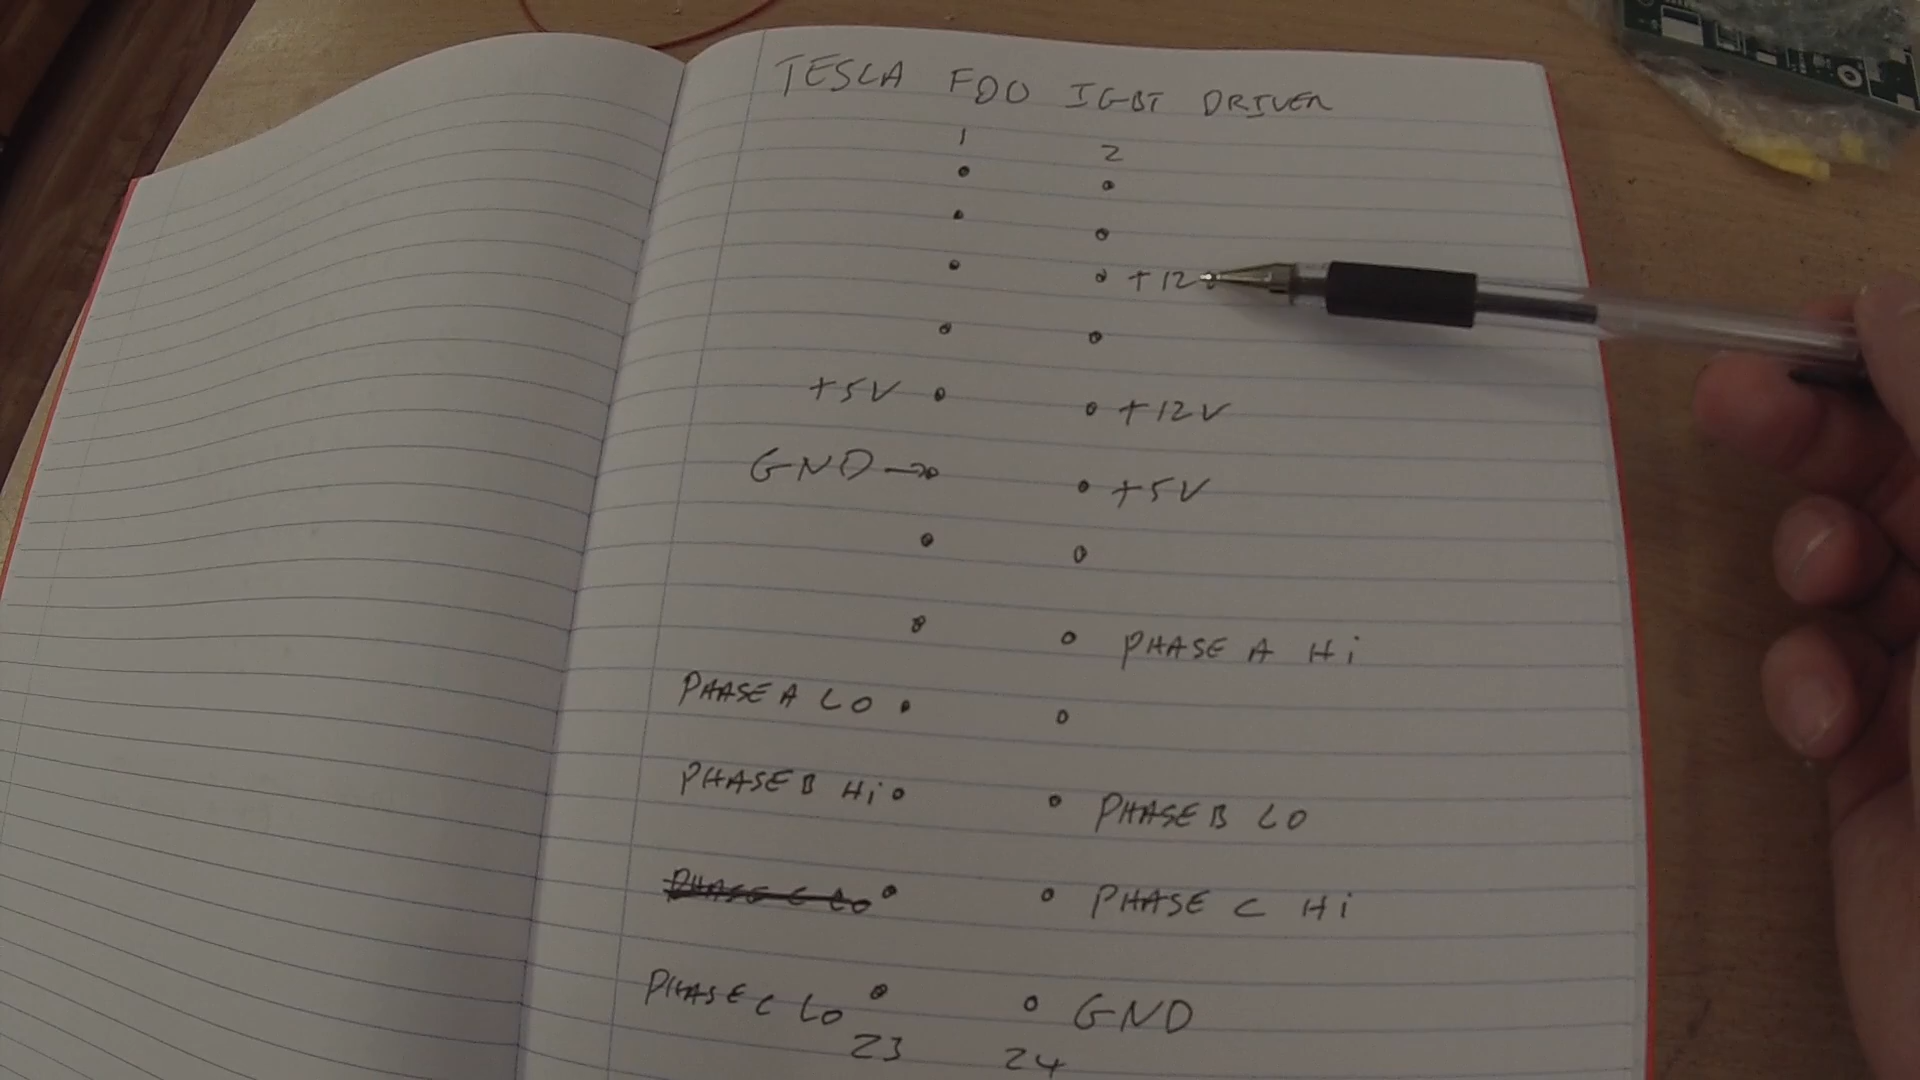 TESLA FDU IGBT DRIVER
1 2
+12
+5V +12V
GND → +5V
PHASE A Hi
PHASE A LO
PHASE B Hi PHASE B LO
PHASE C LO PHASE C Hi
PHASE C LO GND
23 24